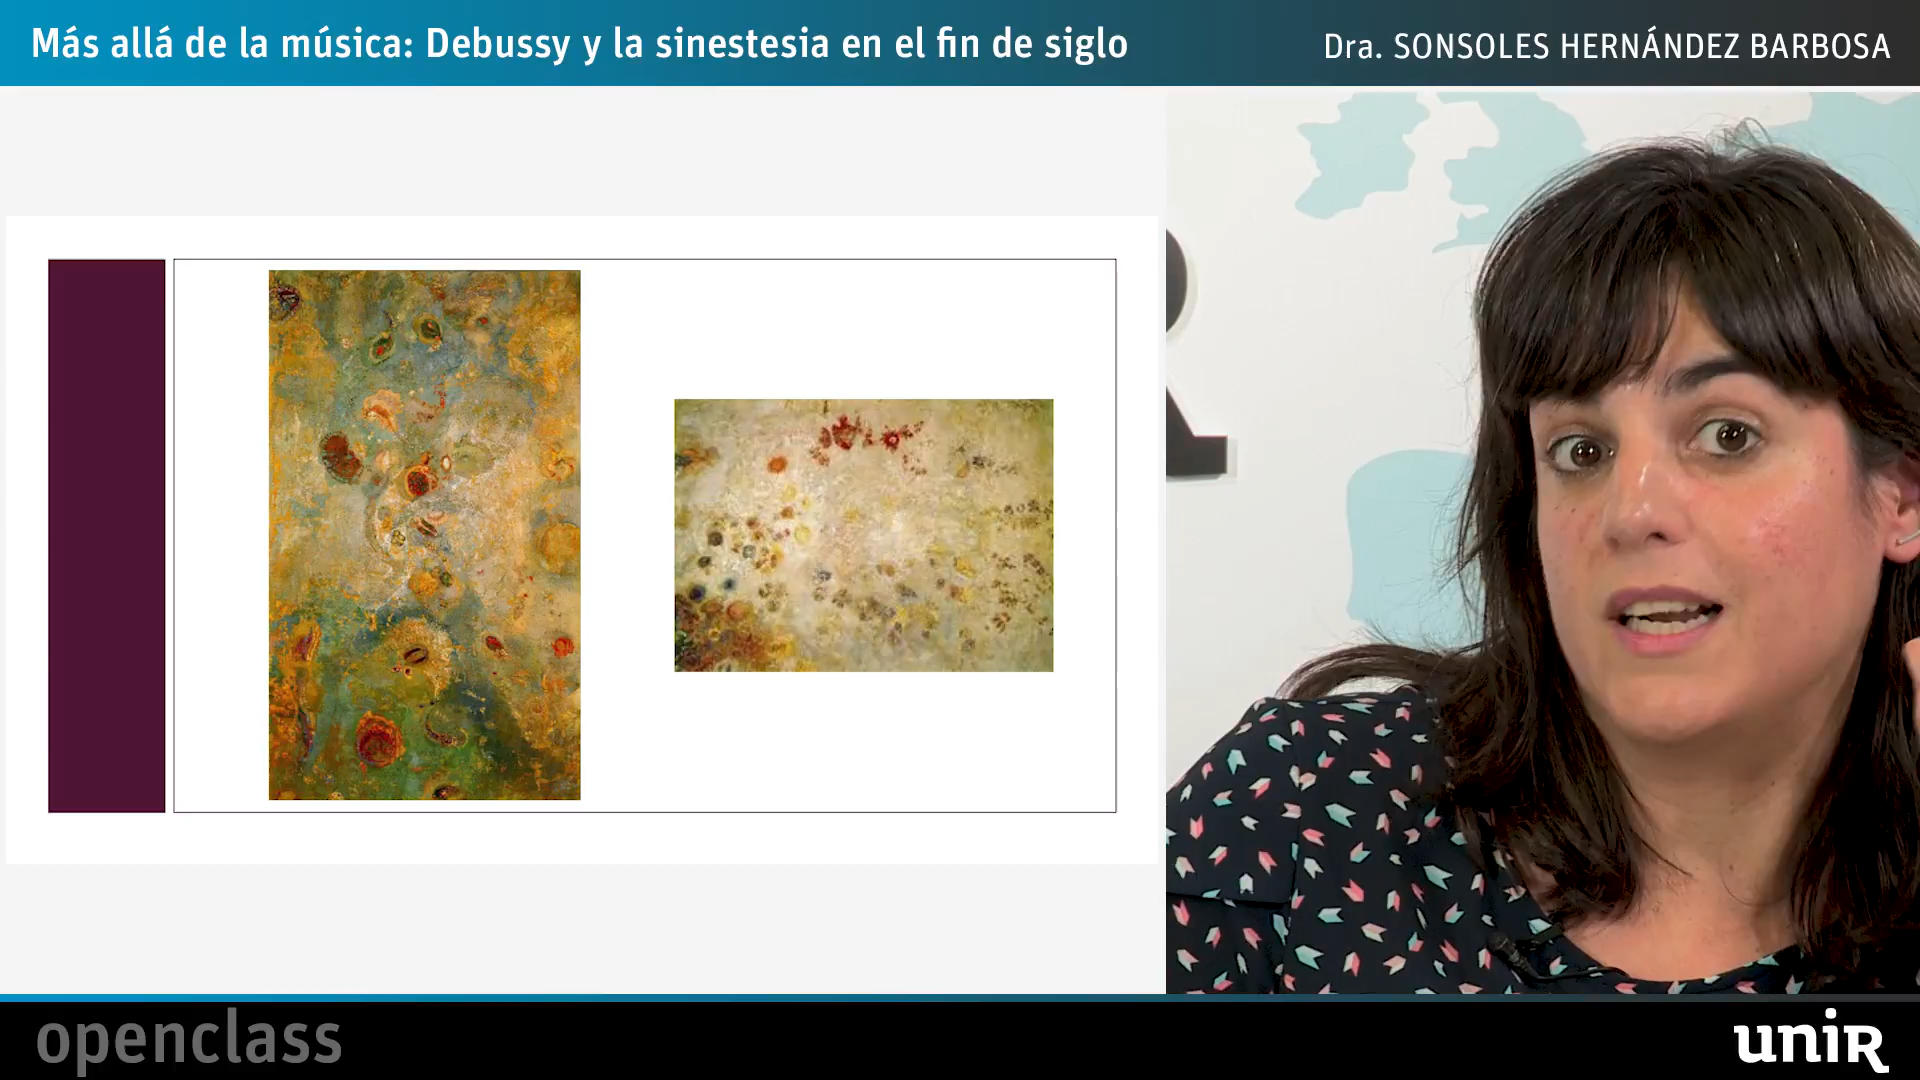 Más allá de la música: Debussy y la sinestesia en el fin de siglo
Dra. SONSOLES HERNÁNDEZ BARBOSA
R
openclass
uniR